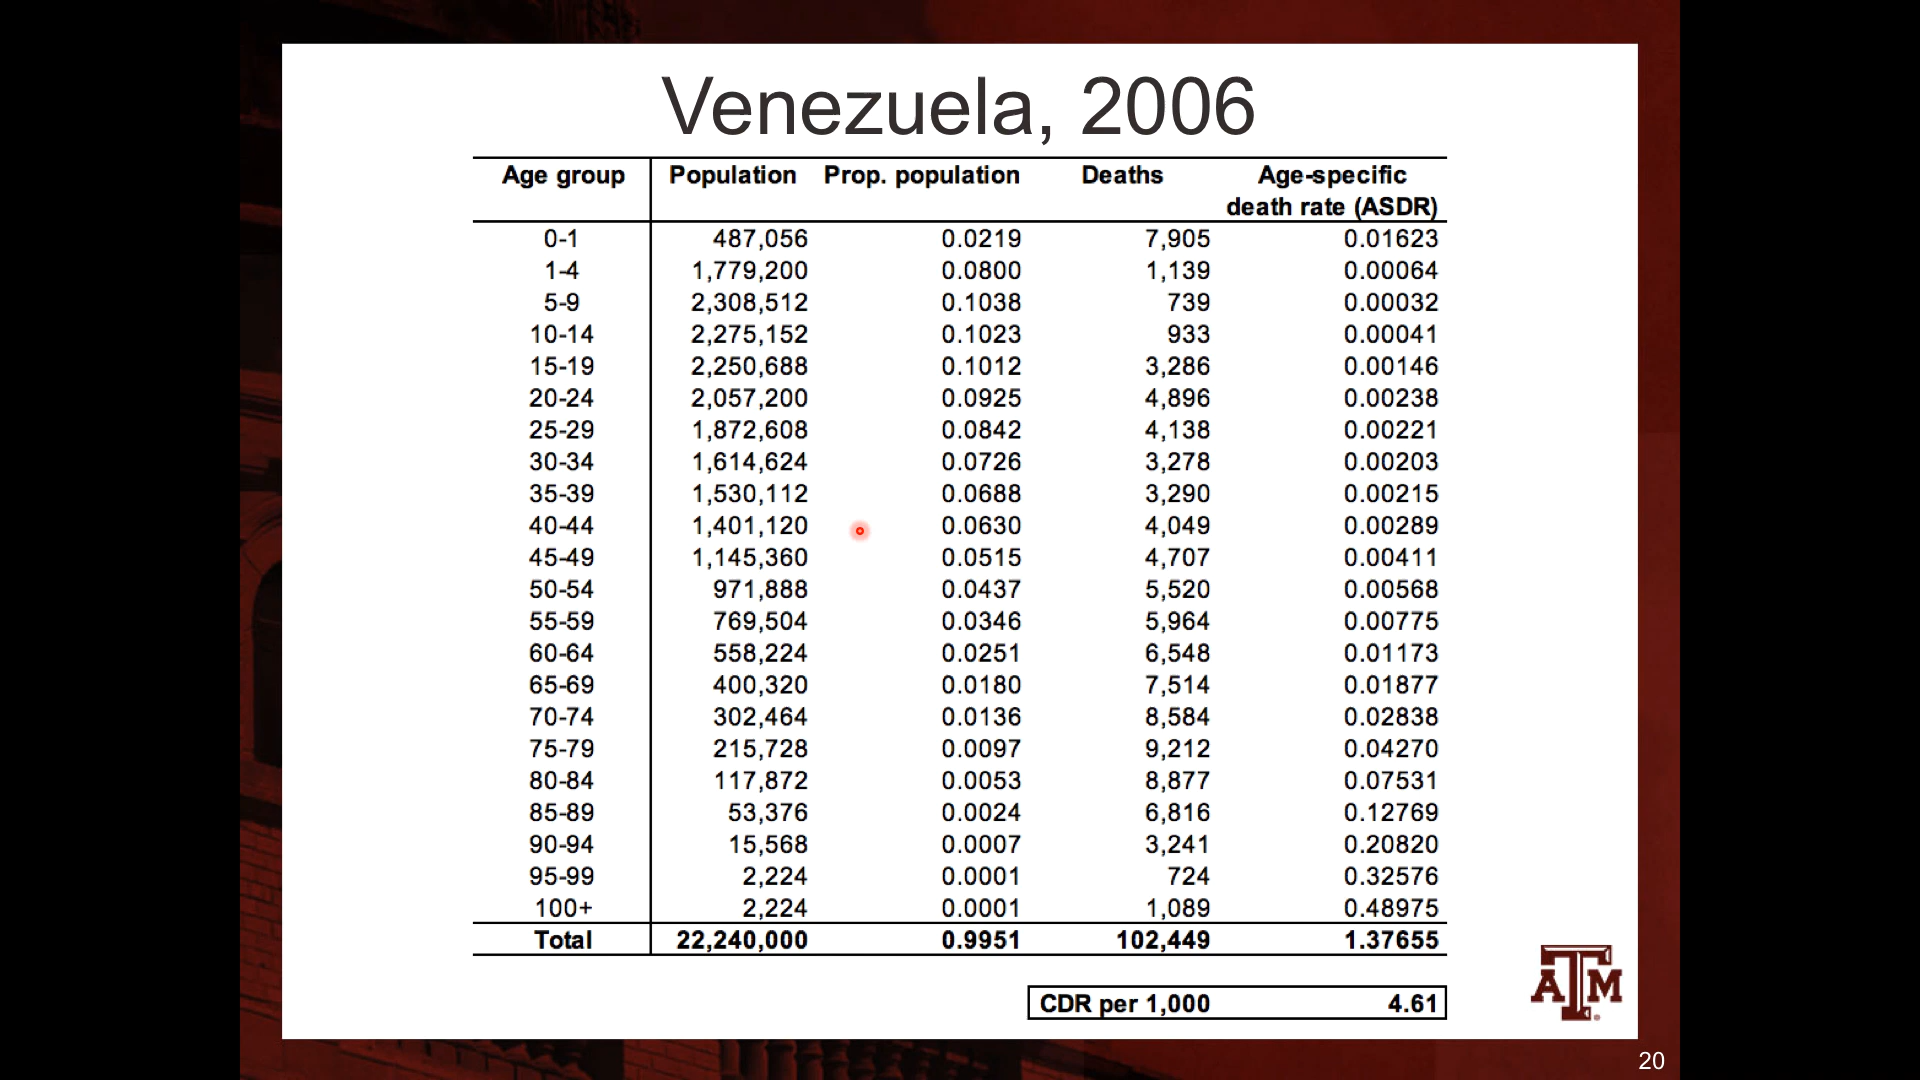 Venezuela, 2006
Age group Population Prop. population Deaths Age-specific
death rate (ASDR)
0-1 487,056 0.0219 7,905 0.01623
1-4 1,779,200 0.0800 1,139 0.00064
5-9 2,308,512 0.1038 739 0.00032
10-14 2,275,152 0.1023 933 0.00041
15-19 2,250,688 0.1012 3,286 0.00146
20-24 2,057,200 0.0925 4,896 0.00238
25-29 1,872,608 0.0842 4,138 0.00221
30-34 1,614,624 0.0726 3,278 0.00203
35-39 1,530,112 0.0688 3,290 0.00215
40-44 1,401,120 0.0630 4,049 0.00289
45-49 1,145,360 0.0515 4,707 0.00411
50-54 971,888 0.0437 5,520 0.00568
55-59 769,504 0.0346 5,964 0.00775
60-64 558,224 0.0251 6,548 0.01173
65-69 400,320 0.0180 7,514 0.01877
70-74 302,464 0.0136 8,584 0.02838
75-79 215,728 0.0097 9,212 0.04270
80-84 117,872 0.0053 8,877 0.07531
85-89 53,376 0.0024 6,816 0.12769
90-94 15,568 0.0007 3,241 0.20820
95-99 2,224 0.0001 724 0.32576
100+ 2,224 0.0001 1,089 0.48975
Total 22,240,000 0.9951 102,449 1.37655
CDR per 1,000 4.61
ATM
20